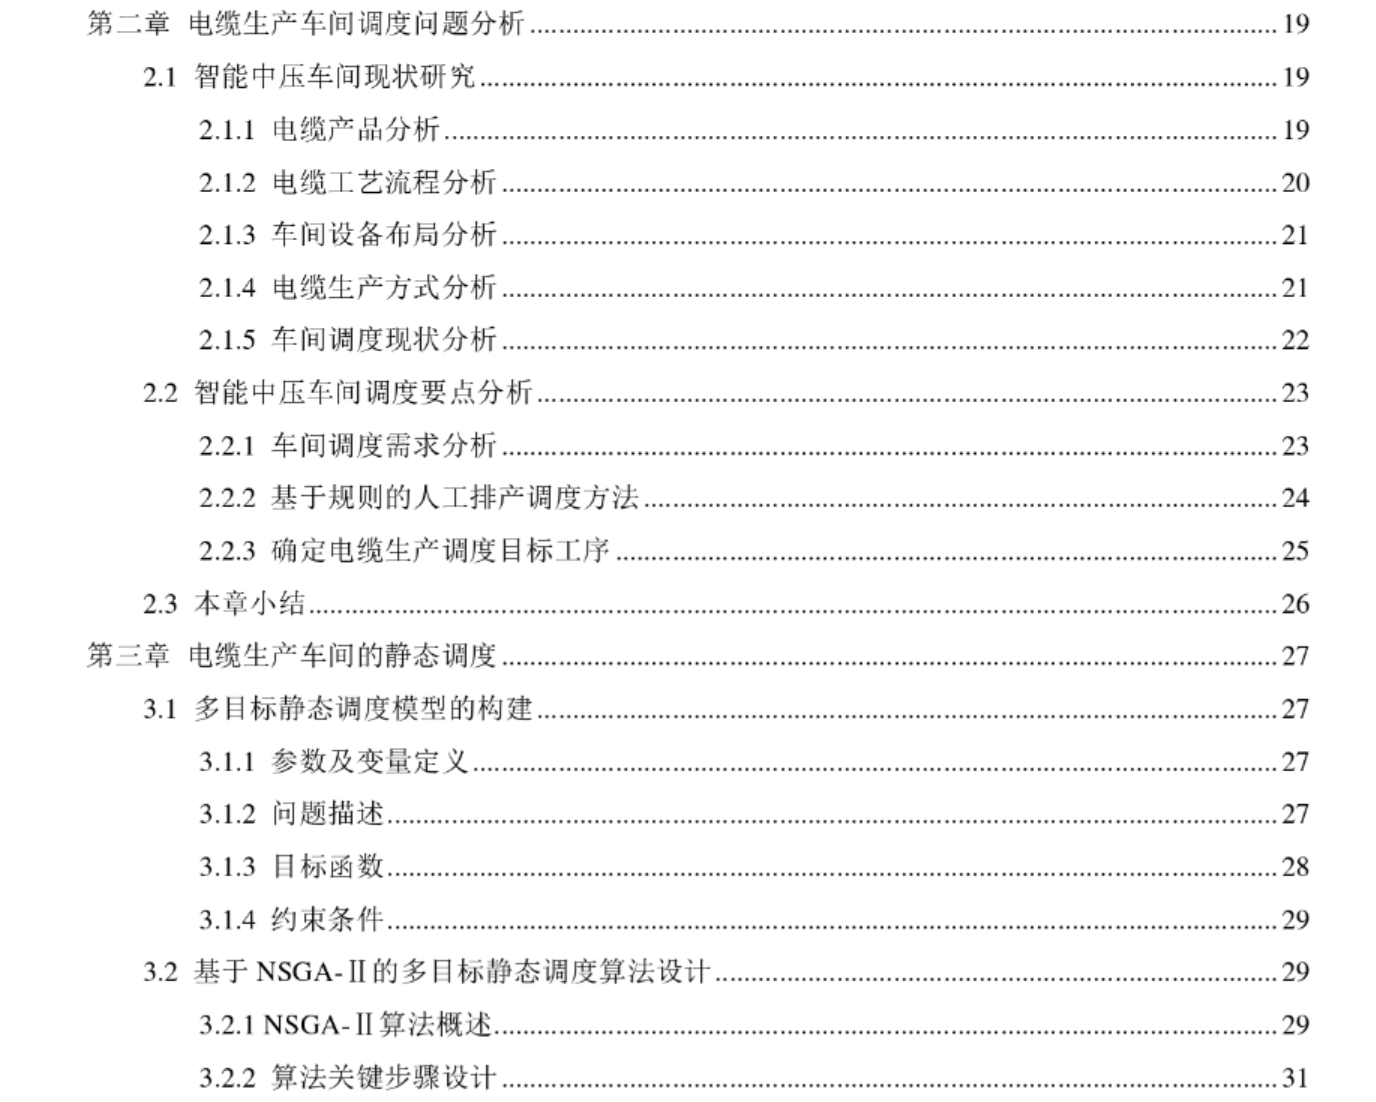 第二章 电缆生产车间调度问题分析 19
2.1 智能中压车间现状研究 19
2.1.1 电缆产品分析 19
2.1.2 电缆工艺流程分析 20
2.1.3 车间设备布局分析 21
2.1.4 电缆生产方式分析 21
2.1.5 车间调度现状分析 22
2.2 智能中压车间调度要点分析 23
2.2.1 车间调度需求分析 23
2.2.2 基于规则的人工排产调度方法 24
2.2.3 确定电缆生产调度目标工序 25
2.3 本章小结 26
第三章 电缆生产车间的静态调度 27
3.1 多目标静态调度模型的构建 27
3.1.1 参数及变量定义 27
3.1.2 问题描述 27
3.1.3 目标函数 28
3.1.4 约束条件 29
3.2 基于 NSGA-Ⅱ的多目标静态调度算法设计 29
3.2.1 NSGA-Ⅱ算法概述 29
3.2.2 算法关键步骤设计 31